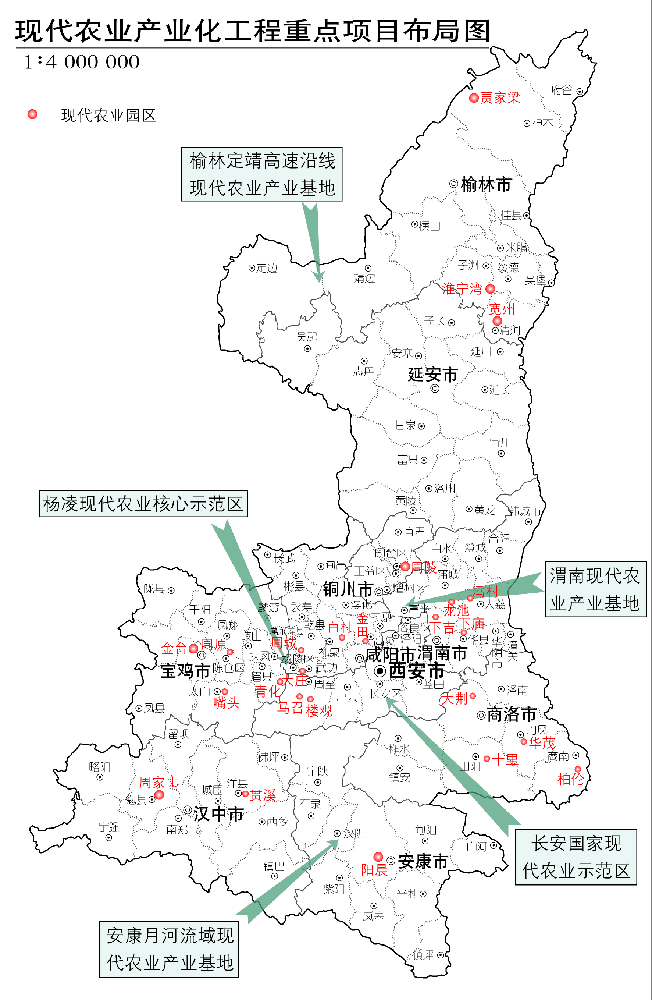 现代农业产业化工程重点项目布局图
1∶4 000 000
现代农业园区
榆林定靖高速沿线
现代农业产业基地
贾家梁
府谷
神木
榆林市
佳县
横山
米脂
子洲
绥德
吴堡
定边
靖边
淮宁湾
宽州
清涧
子长
吴起
安塞
延川
志丹
延安市
延长
甘泉
宜川
富县
洛川
黄陵
黄龙
韩城市
杨凌现代农业核心示范区
宜君
合阳
印台区
白水
澄城
长武
旬邑
王益区
周陵
蒲城
渭南现代农
业产业基地
彬县
铜川市
耀州区
冯村
陇县
淳化
富平
龙池
大荔
千阳
麟游
永寿
金田
三原
凤翔
乾县
白村
阎良区
下吉
下庙
属永寿县
岐山
高陵
泾阳
华县
华阴市
潼关
金台
周原
周城
礼泉
咸阳市
渭南市
扶风
杨陵区
宝鸡市
陈仓区
武功
西安市
眉县
大庄
周至
蓝田
太白
青化
户县
长安区
洛南
嘴头
大荆
凤县
马召
楼观
商洛市
留坝
丹凤
柞水
华茂
佛坪
商南
略阳
宁陕
山阳
十里
镇安
柏伦
周家山
洋县
城固
贯溪
勉县
石泉
汉中市
西乡
宁强
南郑
汉阴
旬阳
白河
长安国家现
代农业示范区
安康市
阳晨
镇巴
紫阳
平利
岚皋
安康月河流域现
代农业产业基地
镇坪